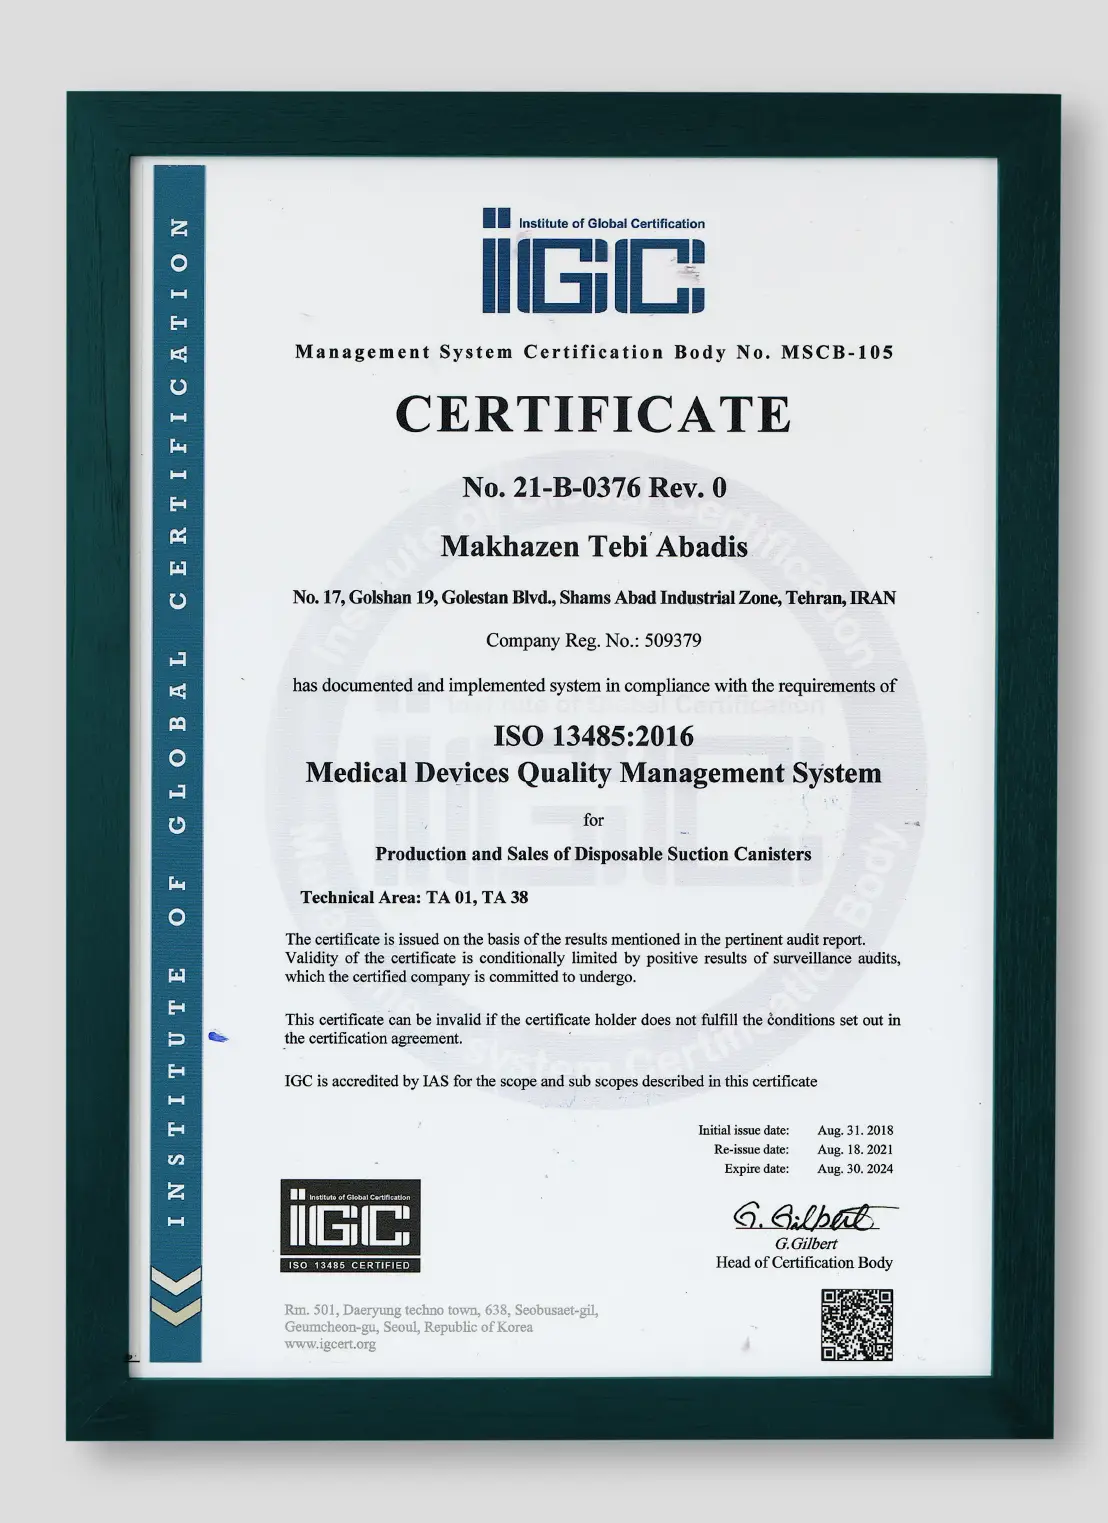 INSTITUTE OF GLOBAL CERTIFICATION
Institute of Global Certification
iGC
Management System Certification Body No. MSCB-105
CERTIFICATE
No. 21-B-0376 Rev. 0
Makhazen Tebi Abadis
No. 17, Golshan 19, Golestan Blvd., Shams Abad Industrial Zone, Tehran, IRAN
Company Reg. No.: 509379
has documented and implemented system in compliance with the requirements of
ISO 13485:2016
Medical Devices Quality Management System
for
Production and Sales of Disposable Suction Canisters
Technical Area: TA 01, TA 38
The certificate is issued on the basis of the results mentioned in the pertinent audit report.
Validity of the certificate is conditionally limited by positive results of surveillance audits,
which the certified company is committed to undergo.
This certificate can be invalid if the certificate holder does not fulfill the conditions set out in
the certification agreement.
IGC is accredited by IAS for the scope and sub scopes described in this certificate
Initial issue date: Aug. 31. 2018
Re-issue date: Aug. 18. 2021
Expire date: Aug. 30. 2024
Institute of Global Certification
iGC
ISO 13485 CERTIFIED
G. Gilbert
G.Gilbert
Head of Certification Body
Rm. 501, Daeryung techno town, 638, Seobusaet-gil,
Geumcheon-gu, Seoul, Republic of Korea
www.igcert.org